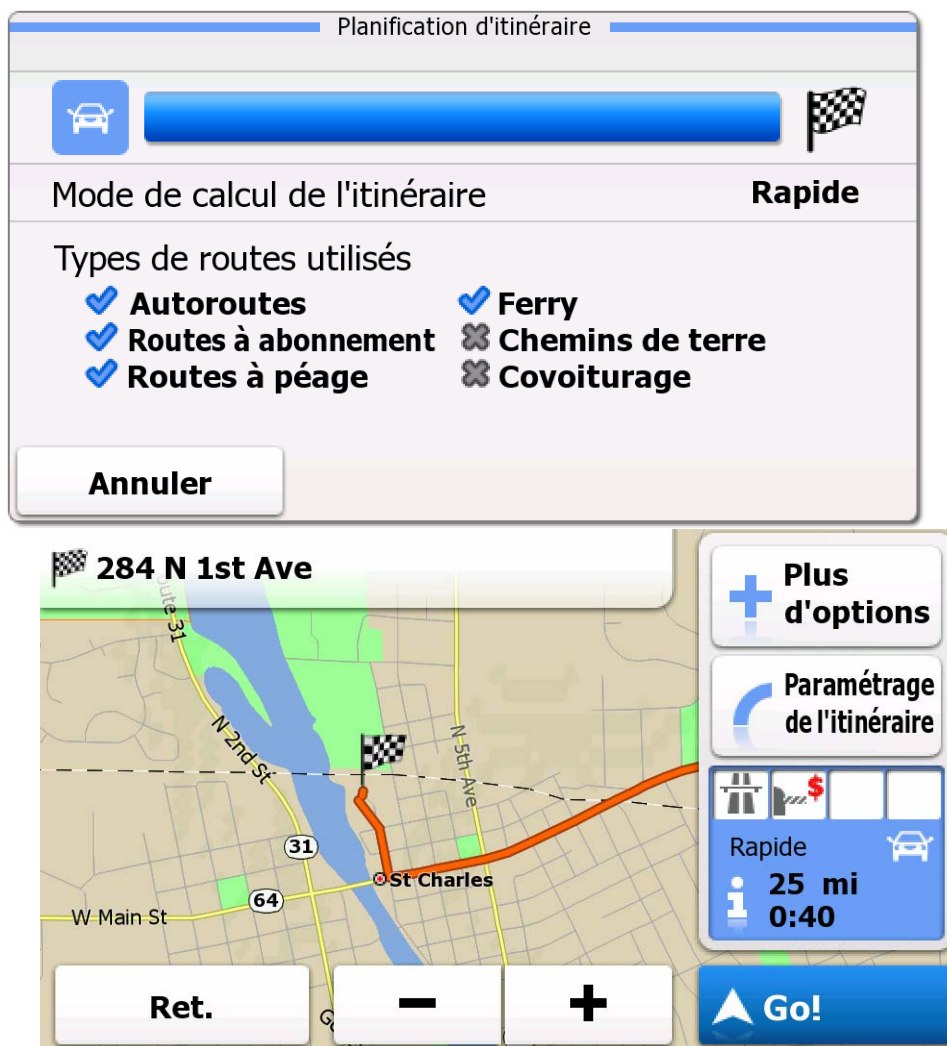 Planification d'itinéraire
Mode de calcul de l'itinéraire Rapide
Types de routes utilisés
Autoroutes Ferry
Routes à abonnement Chemins de terre
Routes à péage Covoiturage
Annuler
284 N 1st Ave
Plus
d'options
31
Paramétrage
de l'itinéraire
N 2nd St
N 5th Ave
$
Rapide
31
25 mi
0:40
St Charles
64
W Main St
Ret.
Go!